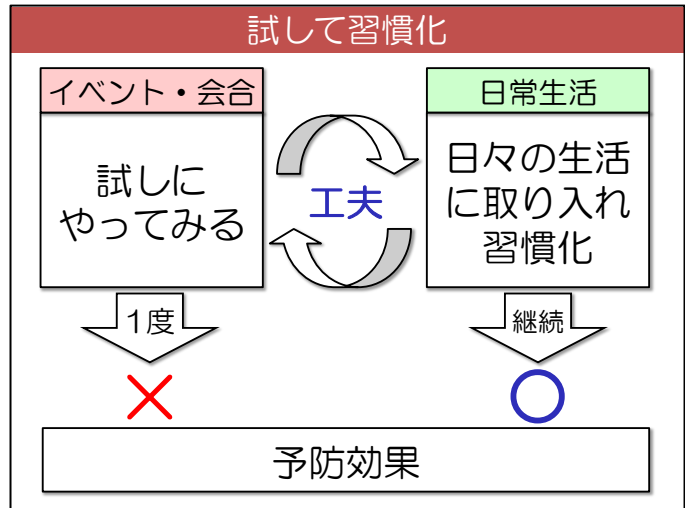 試して習慣化
イベント・会合
試しに
やってみる
1度
工夫
日常生活
日々の生活
に取り入れ
習慣化
継続
予防効果